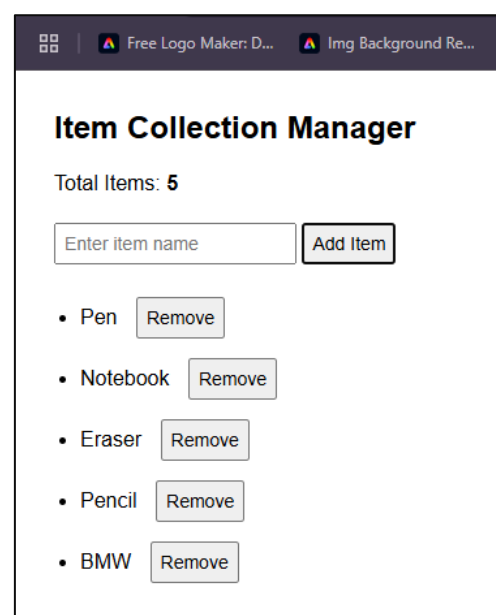 Free Logo Maker: D... Img Background Re...
Item Collection Manager
Total Items: 5
Enter item name Add Item
Pen Remove
Notebook Remove
Eraser Remove
Pencil Remove
BMW Remove